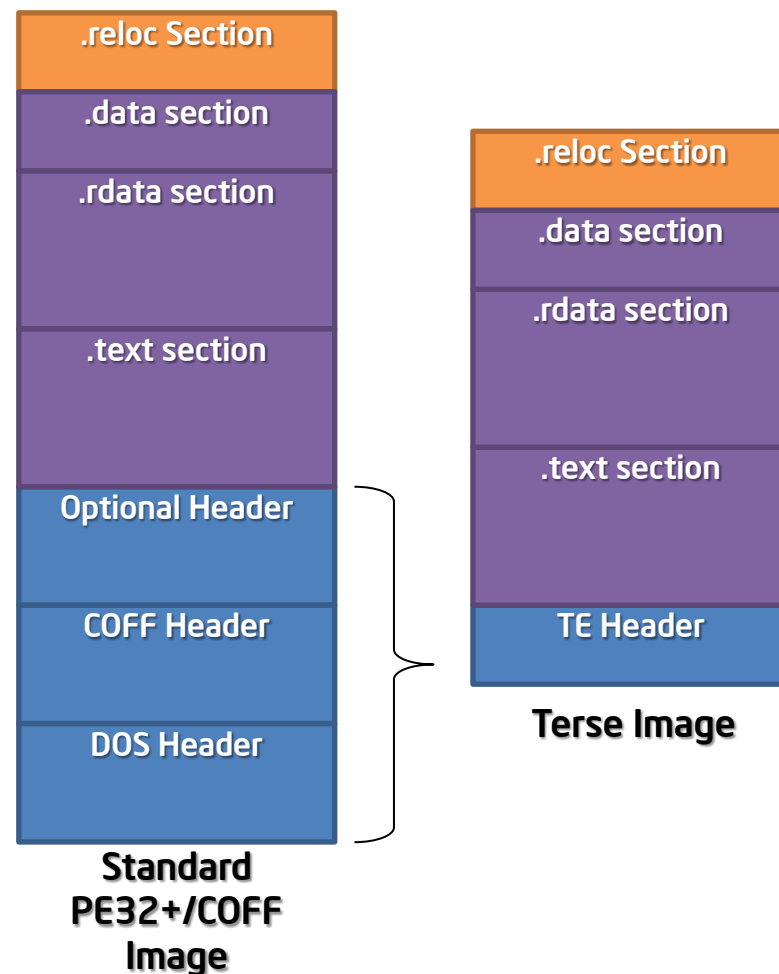 .reloc Section
.data section
.rdata section
.text section
Optional Header
COFF Header
DOS Header
Standard
PE32+/COFF
Image
.reloc Section
.data section
.rdata section
.text section
TE Header
Terse Image